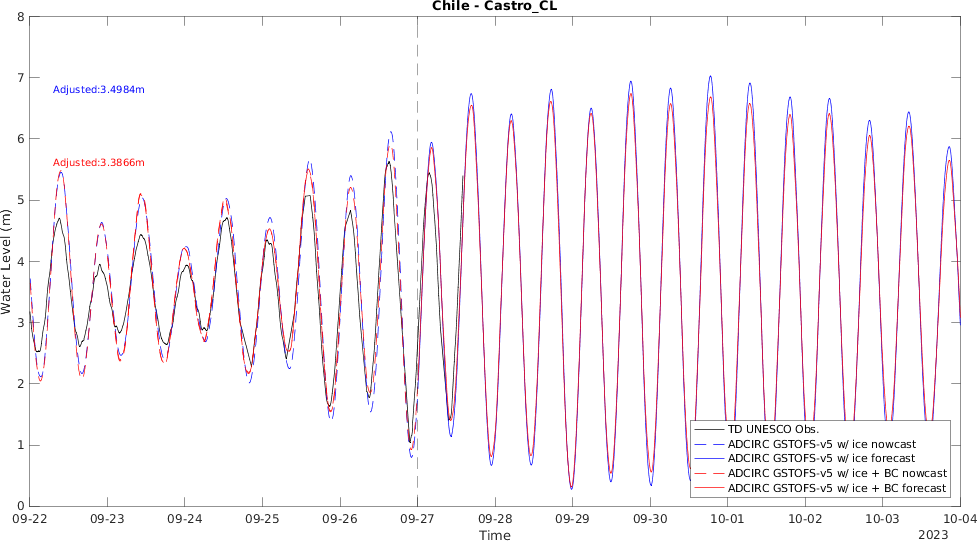 Chile - Castro_CL
8
7
6
5
4
3
2
1
0
Water Level (m)
Adjusted:3.4984m
Adjusted:3.3866m
TD UNESCO Obs.
ADCIRC GSTOFS-v5 w/ ice nowcast
ADCIRC GSTOFS-v5 w/ ice forecast
ADCIRC GSTOFS-v5 w/ ice + BC nowcast
ADCIRC GSTOFS-v5 w/ ice + BC forecast
09-22 09-23 09-24 09-25 09-26 09-27 09-28 09-29 09-30 10-01 10-02 10-03 10-04
Time
2023